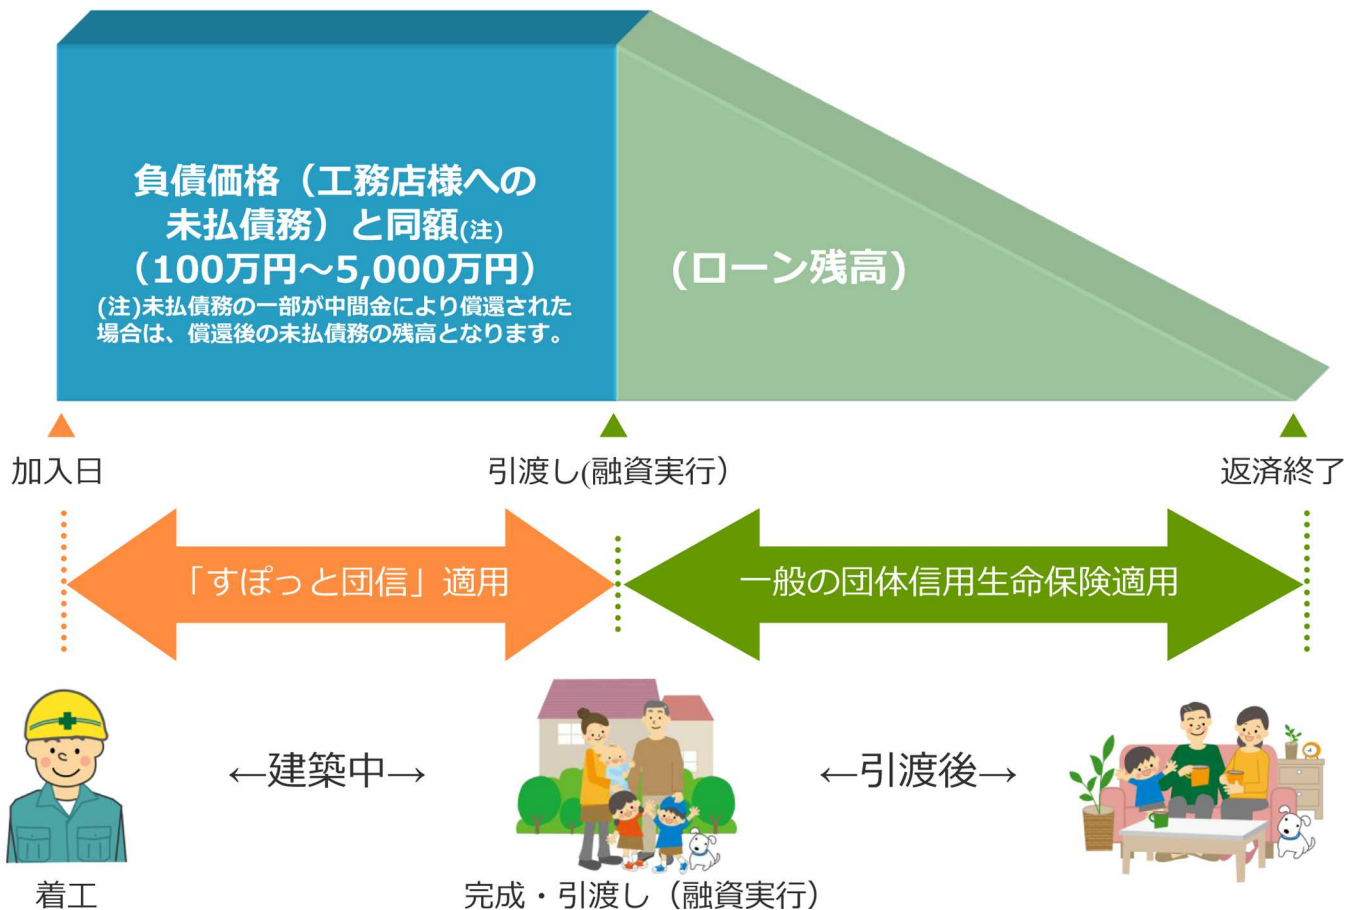 負債価格（工務店様への
未払債務）と同額(注)
（100万円～5,000万円）
(注)未払債務の一部が中間金により償還された
場合は、償還後の未払債務の残高となります。
(ローン残高)
加入日
引渡し(融資実行）
返済終了
「すぽっと団信」適用
一般の団体信用生命保険適用
←建築中→
←引渡後→
着工
完成・引渡し（融資実行）